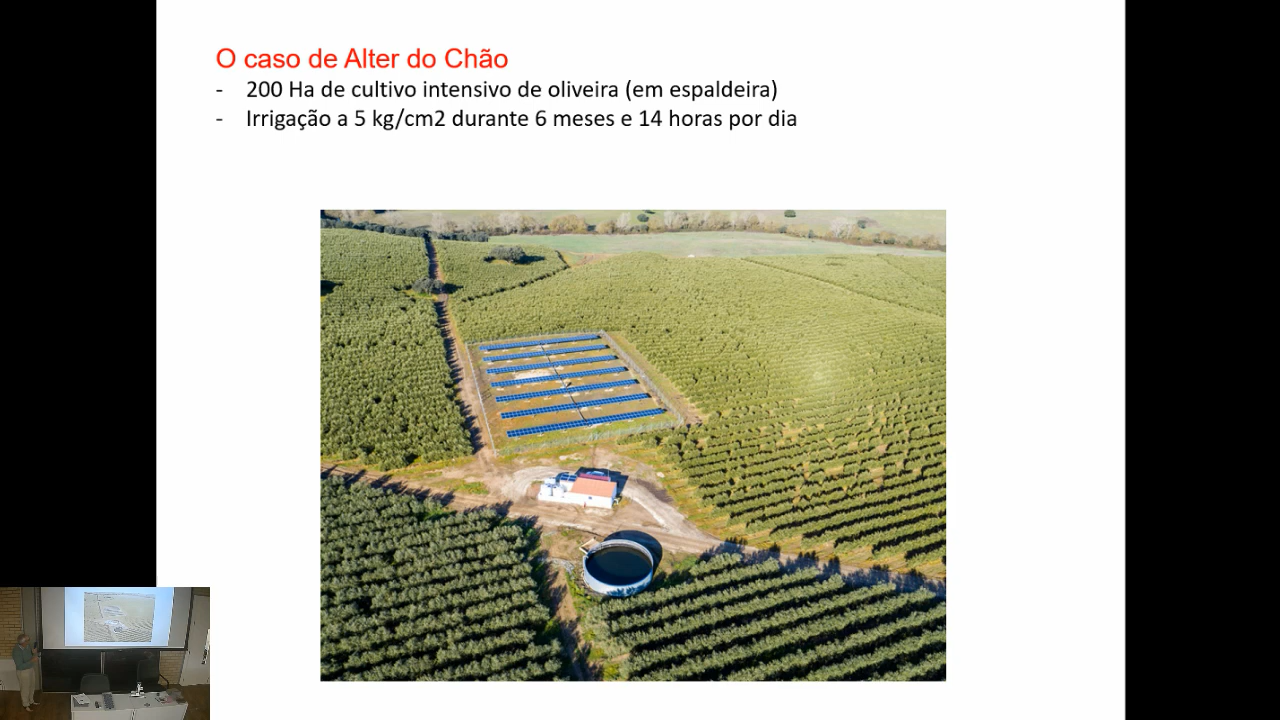 O caso de Alter do Chão
- 200 Ha de cultivo intensivo de oliveira (em espaldeira)
- Irrigação a 5 kg/cm2 durante 6 meses e 14 horas por dia